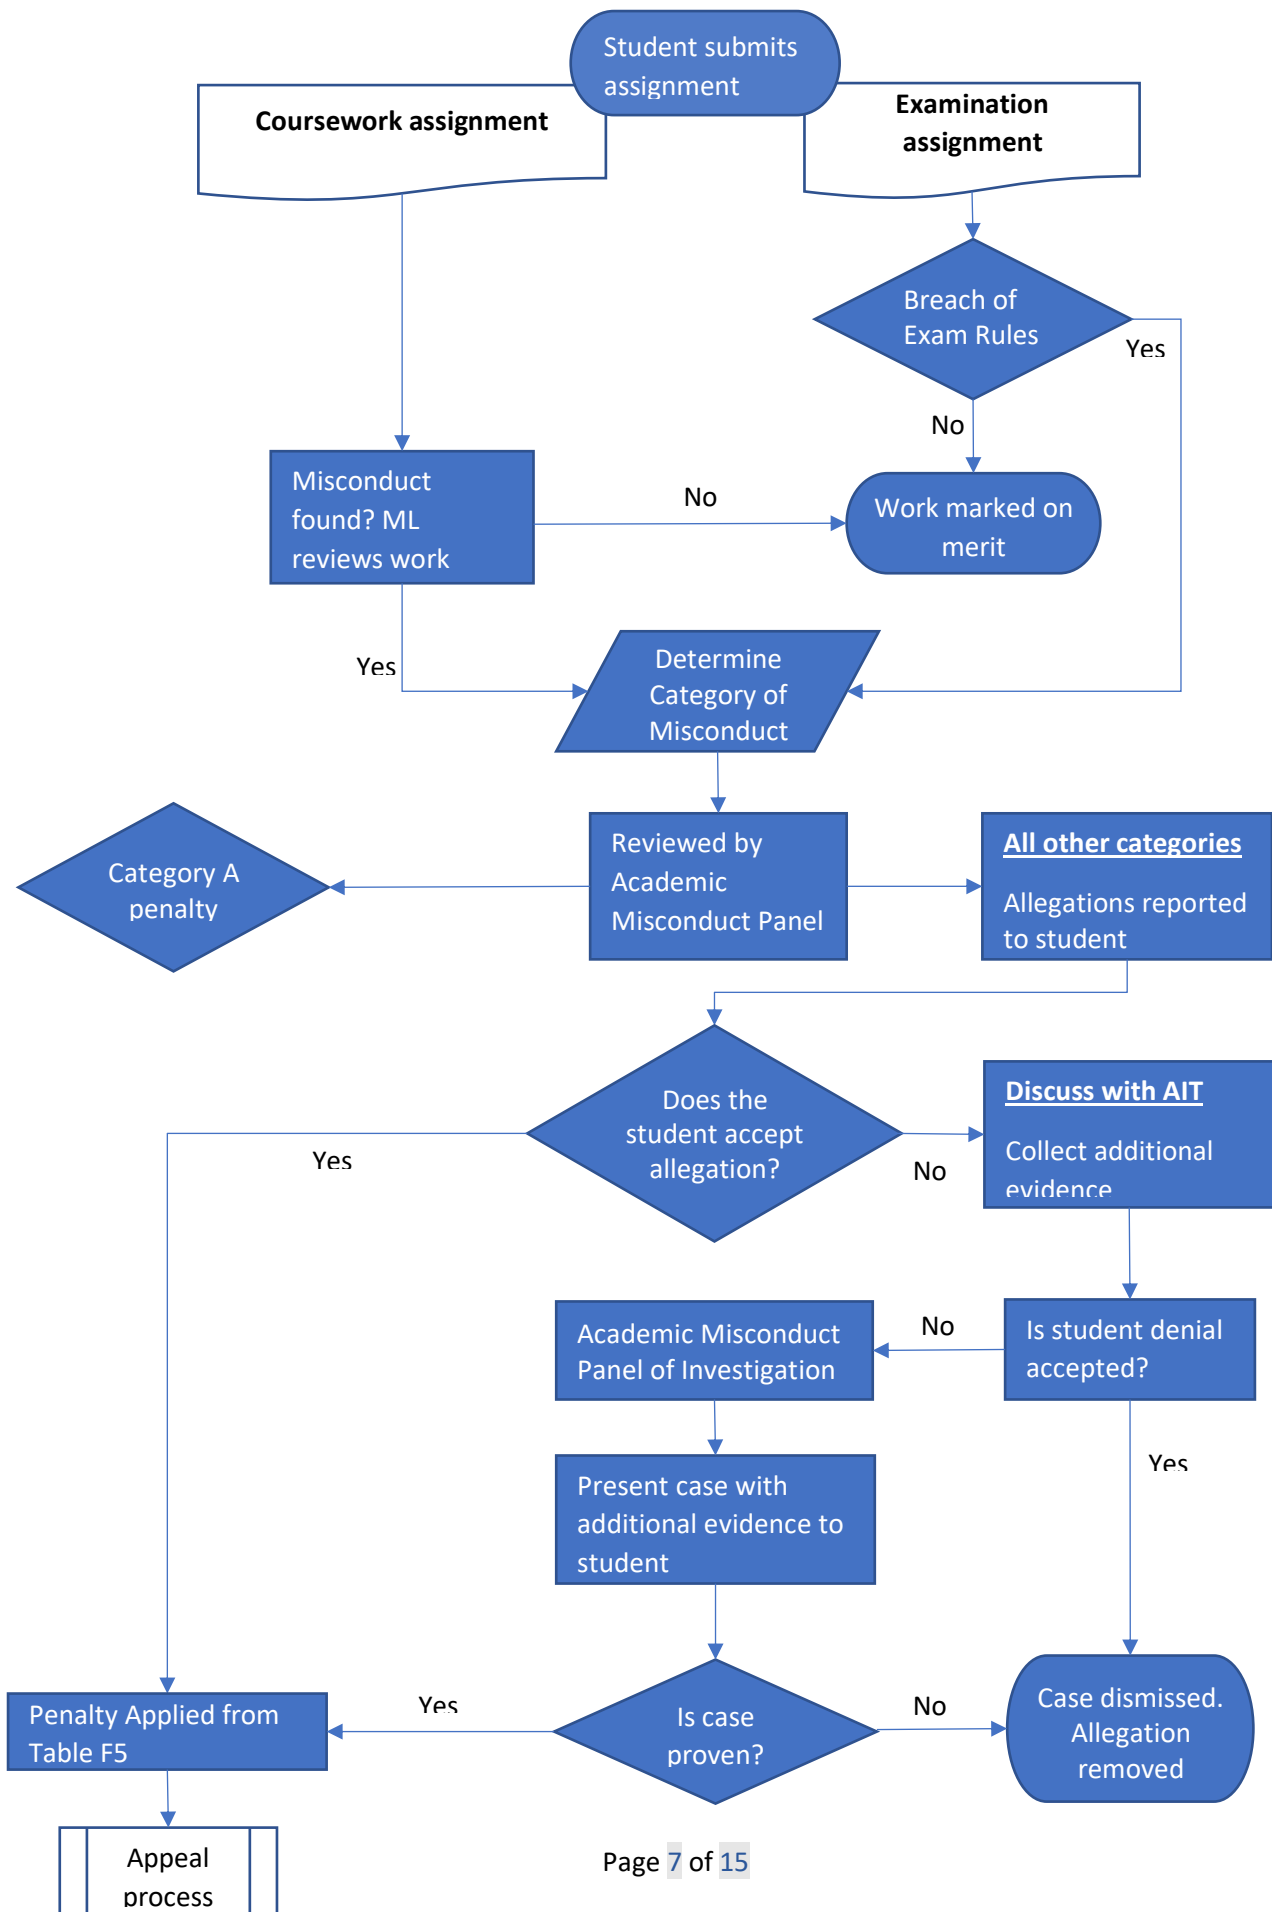 Student submits
assignment
Coursework assignment
Examination
assignment
Breach of
Exam Rules
Yes
No
Misconduct
found? ML
reviews work
No
Work marked on
merit
Yes
Determine
Category of
Misconduct
Category A
penalty
Reviewed by
Academic
Misconduct Panel
All other categories
Allegations reported
to student
Does the
student accept
allegation?
Yes
No
Discuss with AIT
Collect additional
evidence
Academic Misconduct
Panel of Investigation
No
Is student denial
accepted?
Present case with
additional evidence to
student
Yes
Penalty Applied from
Table F5
Yes
Is case
proven?
No
Case dismissed.
Allegation
removed
Appeal
process
Page 7 of 15